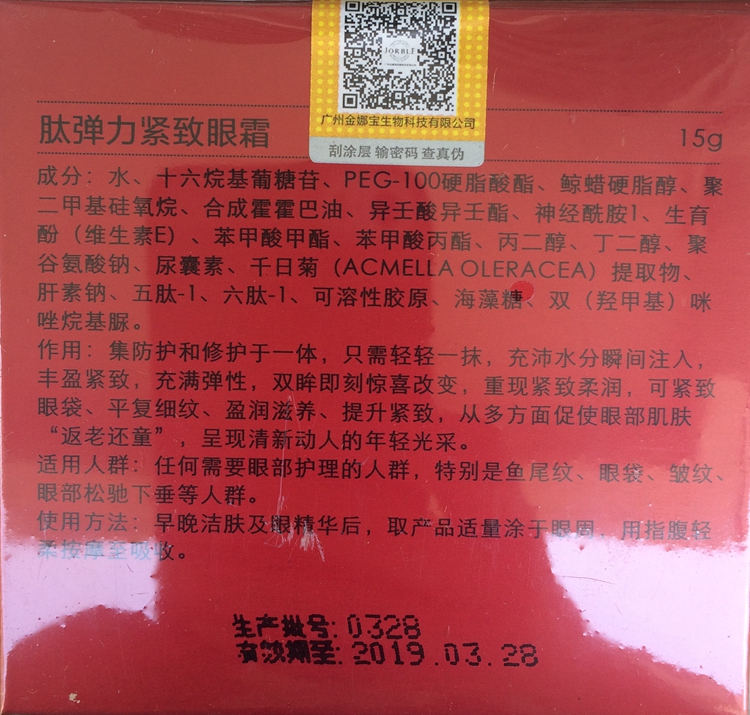 JORBLE
广州金娜宝生物科技有限公司
刮涂层 输密码 查真伪
肽弹力紧致眼霜
15g
成分：水、十六烷基葡糖苷、PEG-100硬脂酸酯、鲸蜡硬脂醇、聚
二甲基硅氧烷、合成霍霍巴油、异壬酸异壬酯、神经酰胺1、生育
酚（维生素E）、苯甲酸甲酯、苯甲酸丙酯、丙二醇、丁二醇、聚
谷氨酸钠、尿囊素、千日菊（ACMELLA OLERACEA）提取物、
肝素钠、五肽-1、六肽-1、可溶性胶原、海藻糖、双（羟甲基）咪
唑烷基脲。
作用：集防护和修护于一体，只需轻轻一抹，充沛水分瞬间注入，
丰盈紧致，充满弹性，双眸即刻惊喜改变，重现紧致柔润，可紧致
眼袋、平复细纹、盈润滋养、提升紧致，从多方面促使眼部肌肤
“返老还童”，呈现清新动人的年轻光采。
适用人群：任何需要眼部护理的人群，特别是鱼尾纹、眼袋、皱纹、
眼部松驰下垂等人群。
使用方法：早晚洁肤及眼精华后，取产品适量涂于眼周，用指腹轻
柔按摩至吸收。
生产批号：0328
有效期至：2019.03.28